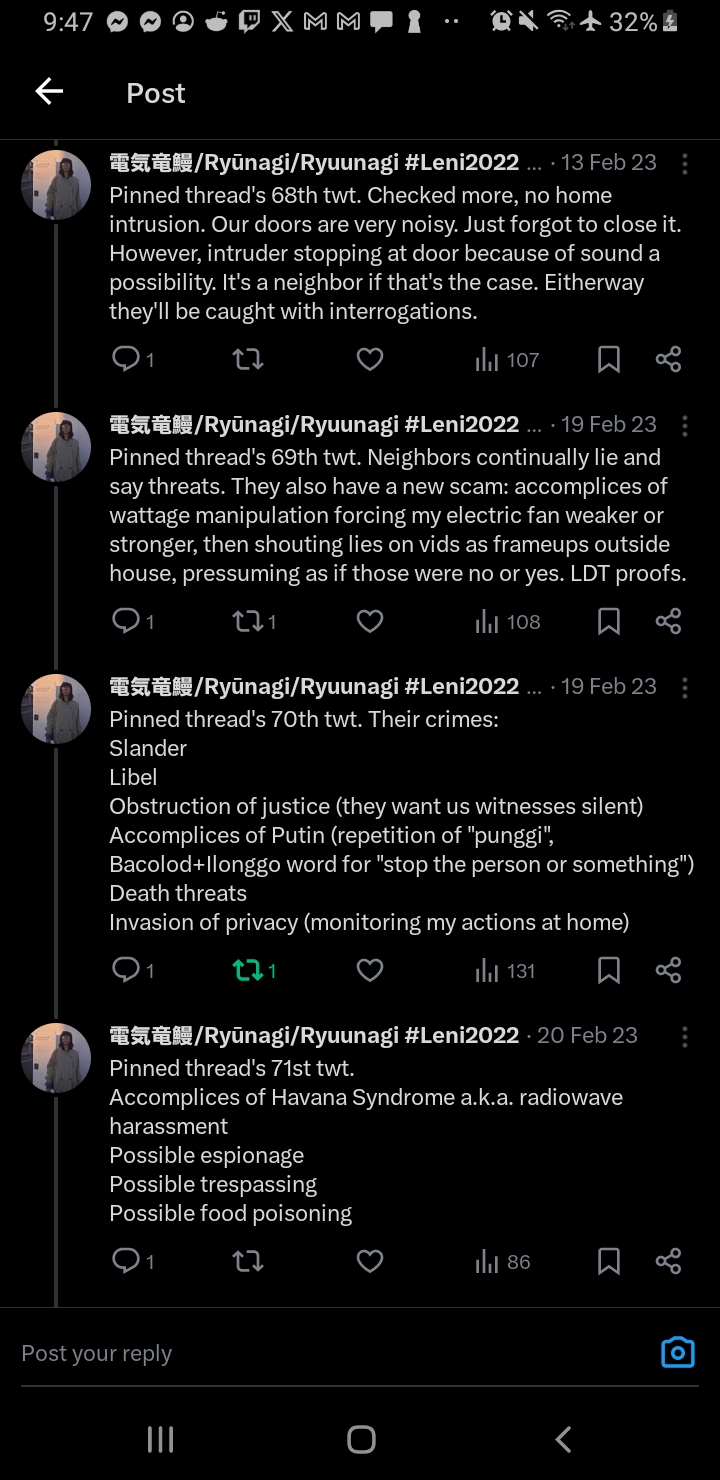 9:47
32%
Post
電気竜鰻/Ryūnagi/Ryuunagi #Leni2022 ... · 13 Feb 23
Pinned thread's 68th twt. Checked more, no home
intrusion. Our doors are very noisy. Just forgot to close it.
However, intruder stopping at door because of sound a
possibility. It's a neighbor if that's the case. Eitherway
they'll be caught with interrogations.
1
107
電気竜鰻/Ryūnagi/Ryuunagi #Leni2022 ... · 19 Feb 23
Pinned thread's 69th twt. Neighbors continually lie and
say threats. They also have a new scam: accomplices of
wattage manipulation forcing my electric fan weaker or
stronger, then shouting lies on vids as frameups outside
house, pressuming as if those were no or yes. LDT proofs.
1
1
108
電気竜鰻/Ryūnagi/Ryuunagi #Leni2022 ... · 19 Feb 23
Pinned thread's 70th twt. Their crimes:
Slander
Libel
Obstruction of justice (they want us witnesses silent)
Accomplices of Putin (repetition of "punggi",
Bacolod+Ilonggo word for "stop the person or something")
Death threats
Invasion of privacy (monitoring my actions at home)
1
1
131
電気竜鰻/Ryūnagi/Ryuunagi #Leni2022 · 20 Feb 23
Pinned thread's 71st twt.
Accomplices of Havana Syndrome a.k.a. radiowave
harassment
Possible espionage
Possible trespassing
Possible food poisoning
1
86
Post your reply